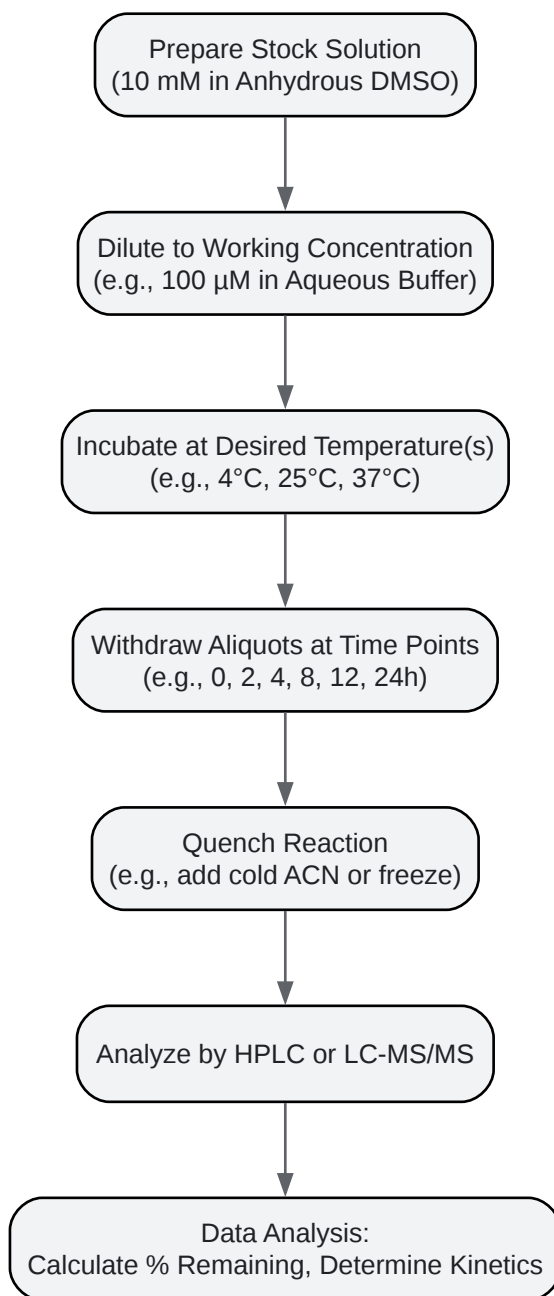 Prepare Stock Solution
(10 mM in Anhydrous DMSO)
Dilute to Working Concentration
(e.g., 100 µM in Aqueous Buffer)
Incubate at Desired Temperature(s)
(e.g., 4°C, 25°C, 37°C)
Withdraw Aliquots at Time Points
(e.g., 0, 2, 4, 8, 12, 24h)
Quench Reaction
(e.g., add cold ACN or freeze)
Analyze by HPLC or LC-MS/MS
Data Analysis:
Calculate % Remaining, Determine Kinetics